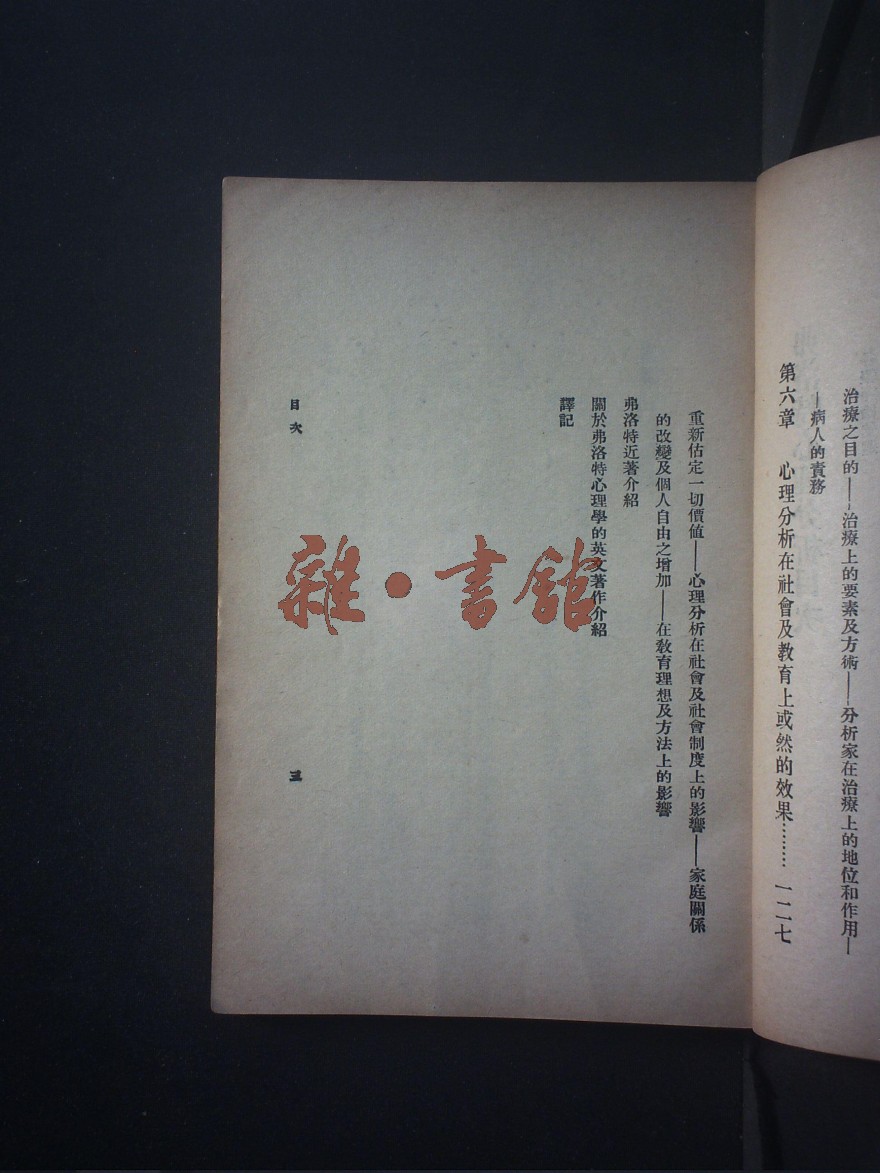 治療之目的——治療上的要素及方術——分析家在治療上的地位和作用—
—病人的責務
第六章　心理分析在社會及教育上或然的效果………一二七
重新估定一切價值——心理分析在社會及社會制度上的影響——家庭關係
的改變及個人自由之增加——在教育理想及方法上的影響
弗洛特近著介紹
關於弗洛特心理學的英文著作介紹
譯記
目次
三
雜·書館